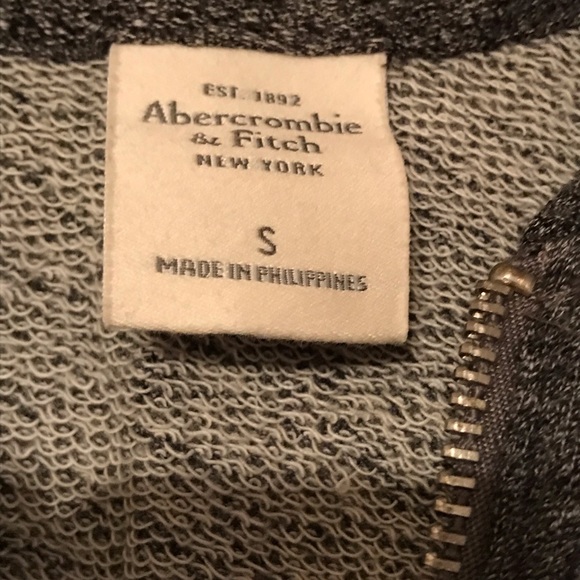 EST. 1892
Abercrombie
& Fitch
NEW YORK
S
MADE IN PHILIPPINES